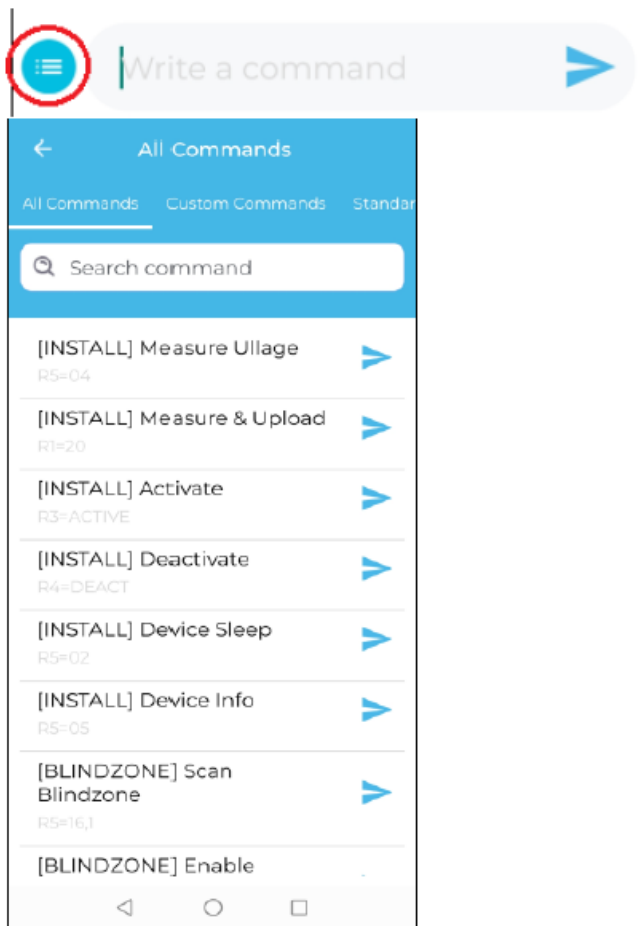 Write a command
All Commands
All Commands Custom Commands Standar
Search command
[INSTALL] Measure Ullage
R5=04
[INSTALL] Measure & Upload
R1=20
[INSTALL] Activate
R3=ACTIVE
[INSTALL] Deactivate
R4=DEACT
[INSTALL] Device Sleep
R5=02
[INSTALL] Device Info
R5=05
[BLINDZONE] Scan
Blindzone
R5=16,1
[BLINDZONE] Enable